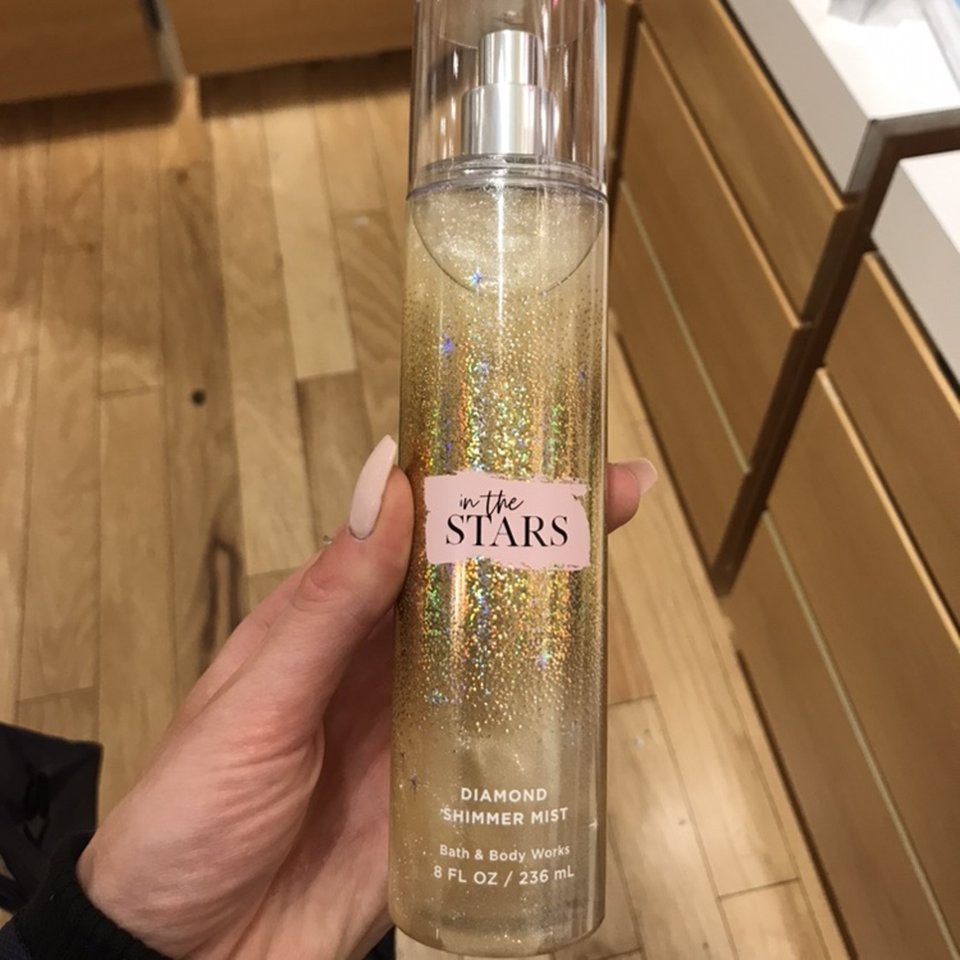 in the
STARS
DIAMOND
SHIMMER MIST
Bath & Body Works
8 FL OZ / 236 mL